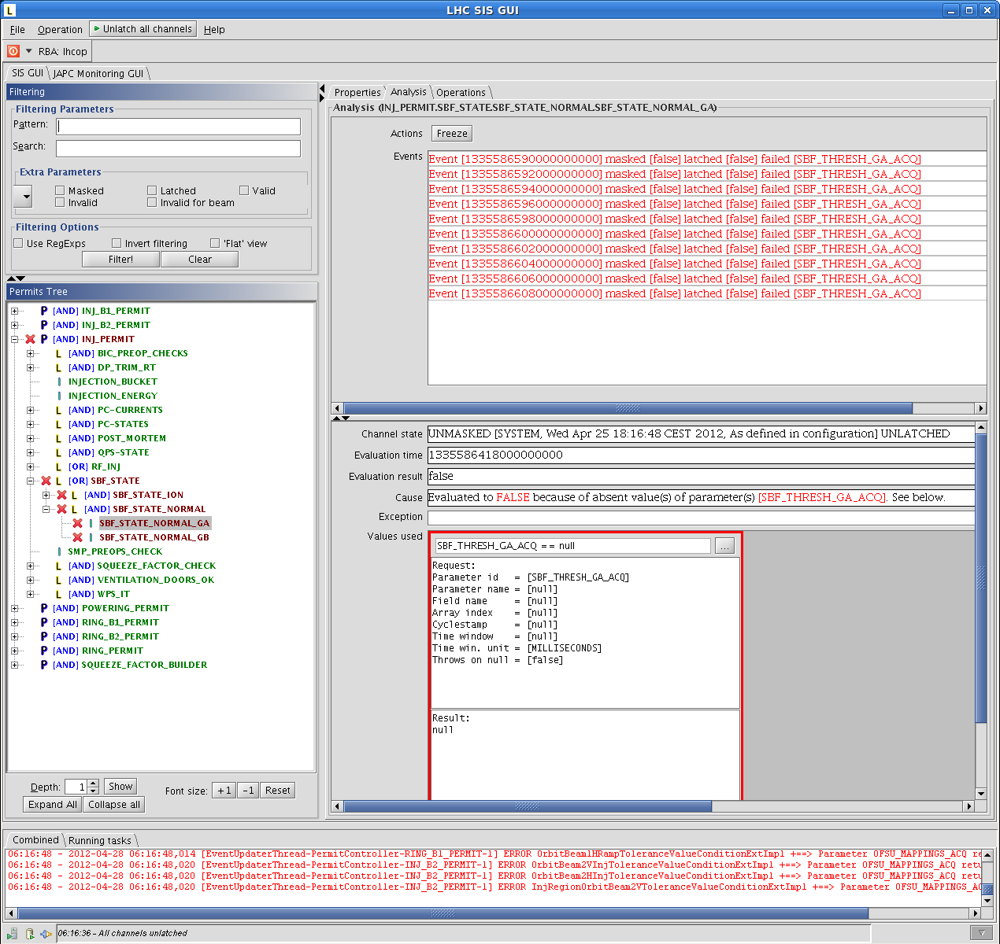 L LHC SIS GUI
File Operation Unlatch all channels Help
RBA: lhcop
SIS GUI JAPC Monitoring GUI
Filtering
Filtering Parameters
Pattern:
Search:
Extra Parameters
Masked Latched Valid
Invalid Invalid for beam
Filtering Options
Use RegExps Invert filtering 'Flat' view
Filter! Clear
Permits Tree
P [AND] INJ_B1_PERMIT
P [AND] INJ_B2_PERMIT
P [AND] INJ_PERMIT
L [AND] BIC_PREOP_CHECKS
L [AND] DP_TRIM_RT
I INJECTION_BUCKET
I INJECTION_ENERGY
L [AND] PC-CURRENTS
L [AND] PC-STATES
L [AND] POST_MORTEM
L [AND] QPS-STATE
L [OR] RF_INJ
L [OR] SBF_STATE
L [AND] SBF_STATE_ION
L [AND] SBF_STATE_NORMAL
I SBF_STATE_NORMAL_GA
I SBF_STATE_NORMAL_GB
I SMP_PREOPS_CHECK
L [AND] SQUEEZE_FACTOR_CHECK
L [AND] VENTILATION_DOORS_OK
L [AND] WPS_IT
P [AND] POWERING_PERMIT
P [AND] RING_B1_PERMIT
P [AND] RING_B2_PERMIT
P [AND] RING_PERMIT
P [AND] SQUEEZE_FACTOR_BUILDER
Depth: 1 Show Font size: +1 -1 Reset
Expand All Collapse all
Properties Analysis Operations
Analysis (INJ_PERMIT.SBF_STATE.SBF_STATE_NORMAL.SBF_STATE_NORMAL_GA)
Actions Freeze
Events
Event [1335586590000000000] masked [false] latched [false] failed [SBF_THRESH_GA_ACQ]
Event [1335586592000000000] masked [false] latched [false] failed [SBF_THRESH_GA_ACQ]
Event [1335586594000000000] masked [false] latched [false] failed [SBF_THRESH_GA_ACQ]
Event [1335586596000000000] masked [false] latched [false] failed [SBF_THRESH_GA_ACQ]
Event [1335586598000000000] masked [false] latched [false] failed [SBF_THRESH_GA_ACQ]
Event [1335586600000000000] masked [false] latched [false] failed [SBF_THRESH_GA_ACQ]
Event [1335586602000000000] masked [false] latched [false] failed [SBF_THRESH_GA_ACQ]
Event [1335586604000000000] masked [false] latched [false] failed [SBF_THRESH_GA_ACQ]
Event [1335586606000000000] masked [false] latched [false] failed [SBF_THRESH_GA_ACQ]
Event [1335586608000000000] masked [false] latched [false] failed [SBF_THRESH_GA_ACQ]
Channel state UNMASKED [SYSTEM, Wed Apr 25 18:16:48 CEST 2012, As defined in configuration] UNLATCHED
Evaluation time 1335586418000000000
Evaluation result false
Cause Evaluated to FALSE because of absent value(s) of parameter(s) [SBF_THRESH_GA_ACQ]. See below.
Exception
Values used
SBF_THRESH_GA_ACQ == null ...
Request:
Parameter id = [SBF_THRESH_GA_ACQ]
Parameter name = [null]
Field name = [null]
Array index = [null]
Cyclestamp = [null]
Time window = [null]
Time win. unit = [MILLISECONDS]
Throws on null = [false]
Result:
null
Combined Running tasks
06:16:48 - 2012-04-28 06:16:48,014 [EventUpdaterThread-PermitController-RING_B1_PERMIT-1] ERROR OrbitBeam1HRampToleranceValueConditionExtImpl +==> Parameter OFSU_MAPPINGS_ACQ re
06:16:48 - 2012-04-28 06:16:48,020 [EventUpdaterThread-PermitController-INJ_B2_PERMIT-1] ERROR OrbitBeam2VInjToleranceValueConditionExtImpl +==> Parameter OFSU_MAPPINGS_ACQ retu
06:16:48 - 2012-04-28 06:16:48,020 [EventUpdaterThread-PermitController-INJ_B2_PERMIT-1] ERROR OrbitBeam2HInjToleranceValueConditionExtImpl +==> Parameter OFSU_MAPPINGS_ACQ retu
06:16:48 - 2012-04-28 06:16:48,020 [EventUpdaterThread-PermitController-INJ_B2_PERMIT-1] ERROR InjRegionOrbitBeam2VToleranceValueConditionExtImpl +==> Parameter OFSU_MAPPINGS_AC
06:16:36 - All channels unlatched